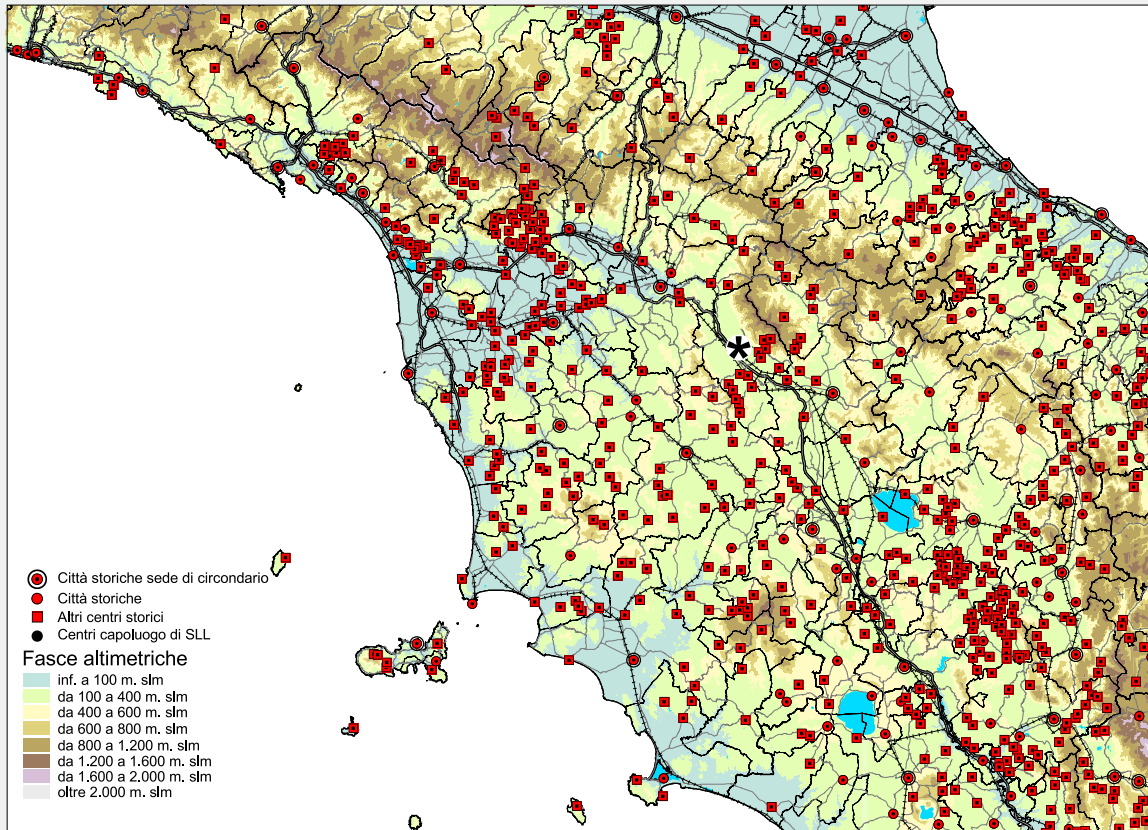 *
Città storiche sede di circondario
Città storiche
Altri centri storici
Centri capoluogo di SLL
Fasce altimetriche
inf. a 100 m. slm
da 100 a 400 m. slm
da 400 a 600 m. slm
da 600 a 800 m. slm
da 800 a 1.200 m. slm
da 1.200 a 1.600 m. slm
da 1.600 a 2.000 m. slm
oltre 2.000 m. slm